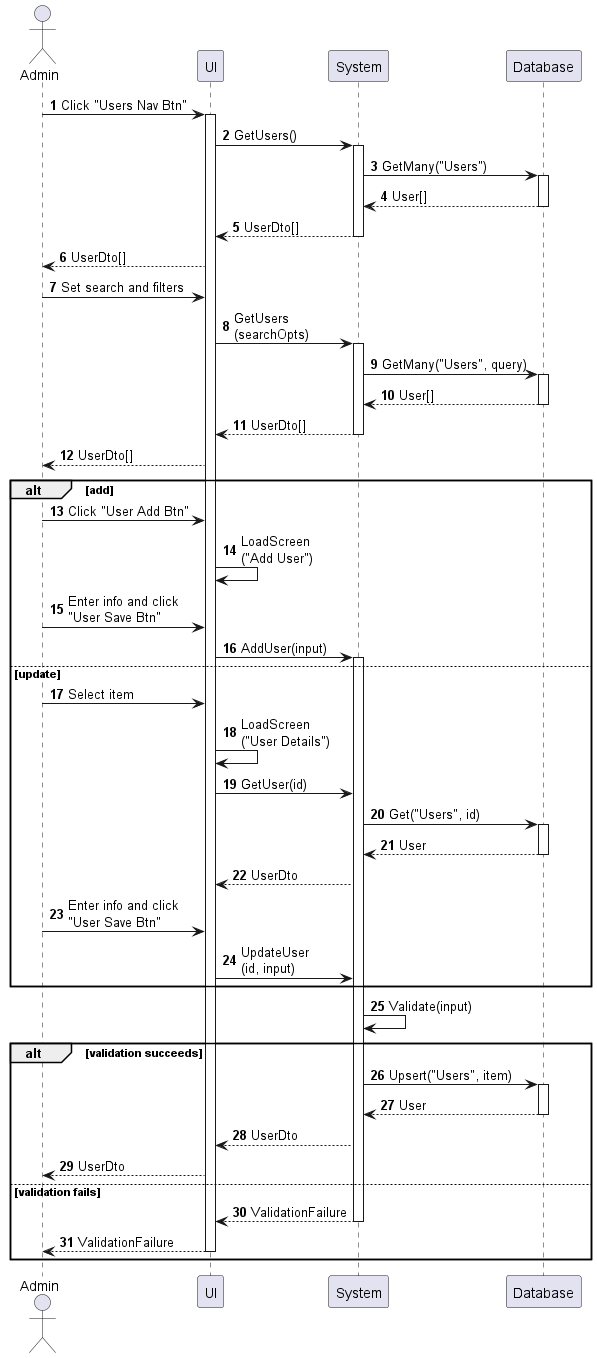 Admin
UI
System
Database
1 Click "Users Nav Btn"
2 GetUsers()
3 GetMany("Users")
4 User[]
5 UserDto[]
6 UserDto[]
7 Set search and filters
8 GetUsers
(searchOpts)
9 GetMany("Users", query)
10 User[]
11 UserDto[]
12 UserDto[]
alt [add]
13 Click "User Add Btn"
14 LoadScreen
("Add User")
15 Enter info and click
"User Save Btn"
16 AddUser(input)
[update]
17 Select item
18 LoadScreen
("User Details")
19 GetUser(id)
20 Get("Users", id)
21 User
22 UserDto
23 Enter info and click
"User Save Btn"
24 UpdateUser
(id, input)
25 Validate(input)
alt [validation succeeds]
26 Upsert("Users", item)
27 User
28 UserDto
29 UserDto
[validation fails]
30 ValidationFailure
31 ValidationFailure
Admin
UI
System
Database